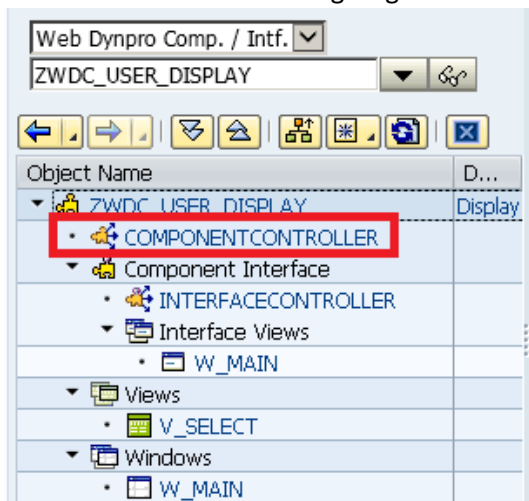 Web Dynpro Comp. / Intf.
ZWDC_USER_DISPLAY
Object Name D...
ZWDC_USER_DISPLAY Display
COMPONENTCONTROLLER
Component Interface
INTERFACECONTROLLER
Interface Views
W_MAIN
Views
V_SELECT
Windows
W_MAIN